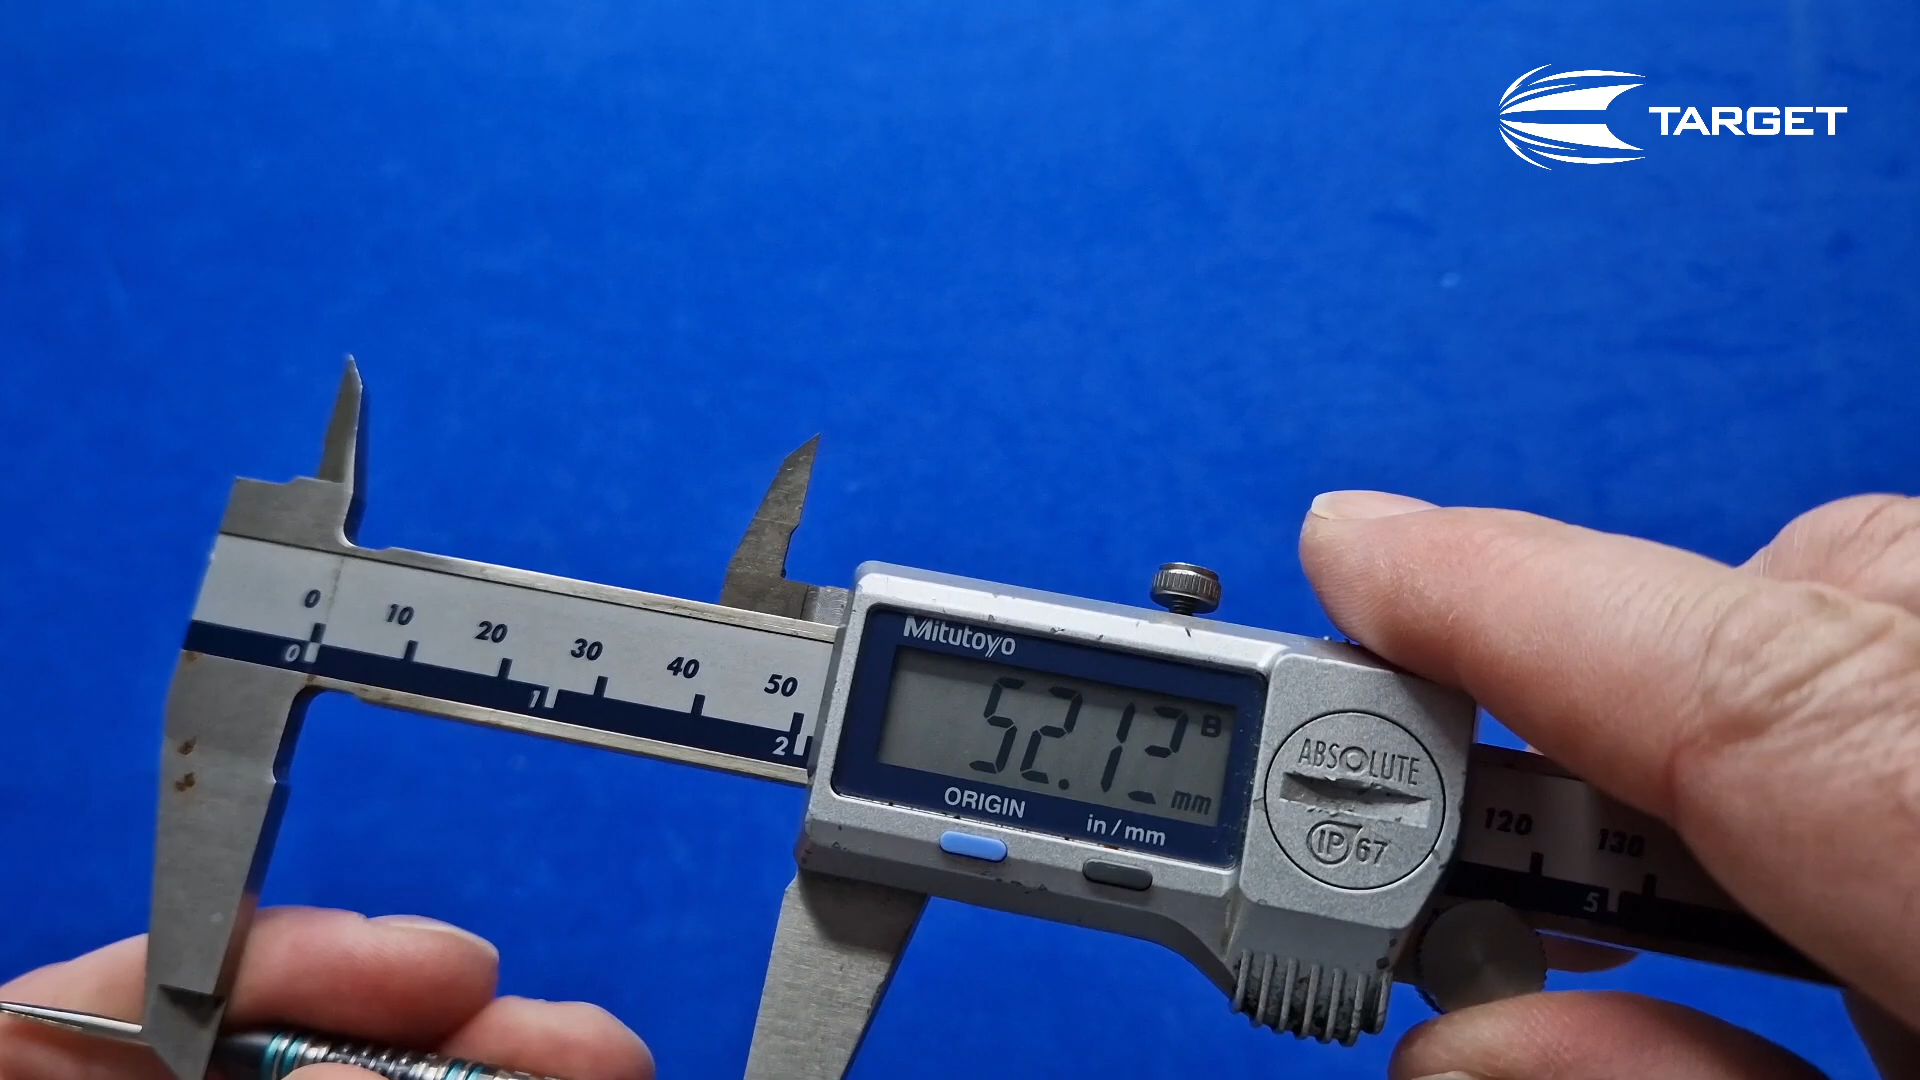 TARGET
0 10 20 30 40 50
0 1 2
Mitutoyo
52.12 B
mm
ORIGIN in/mm
ABSOLUTE
IP67
120 130
5